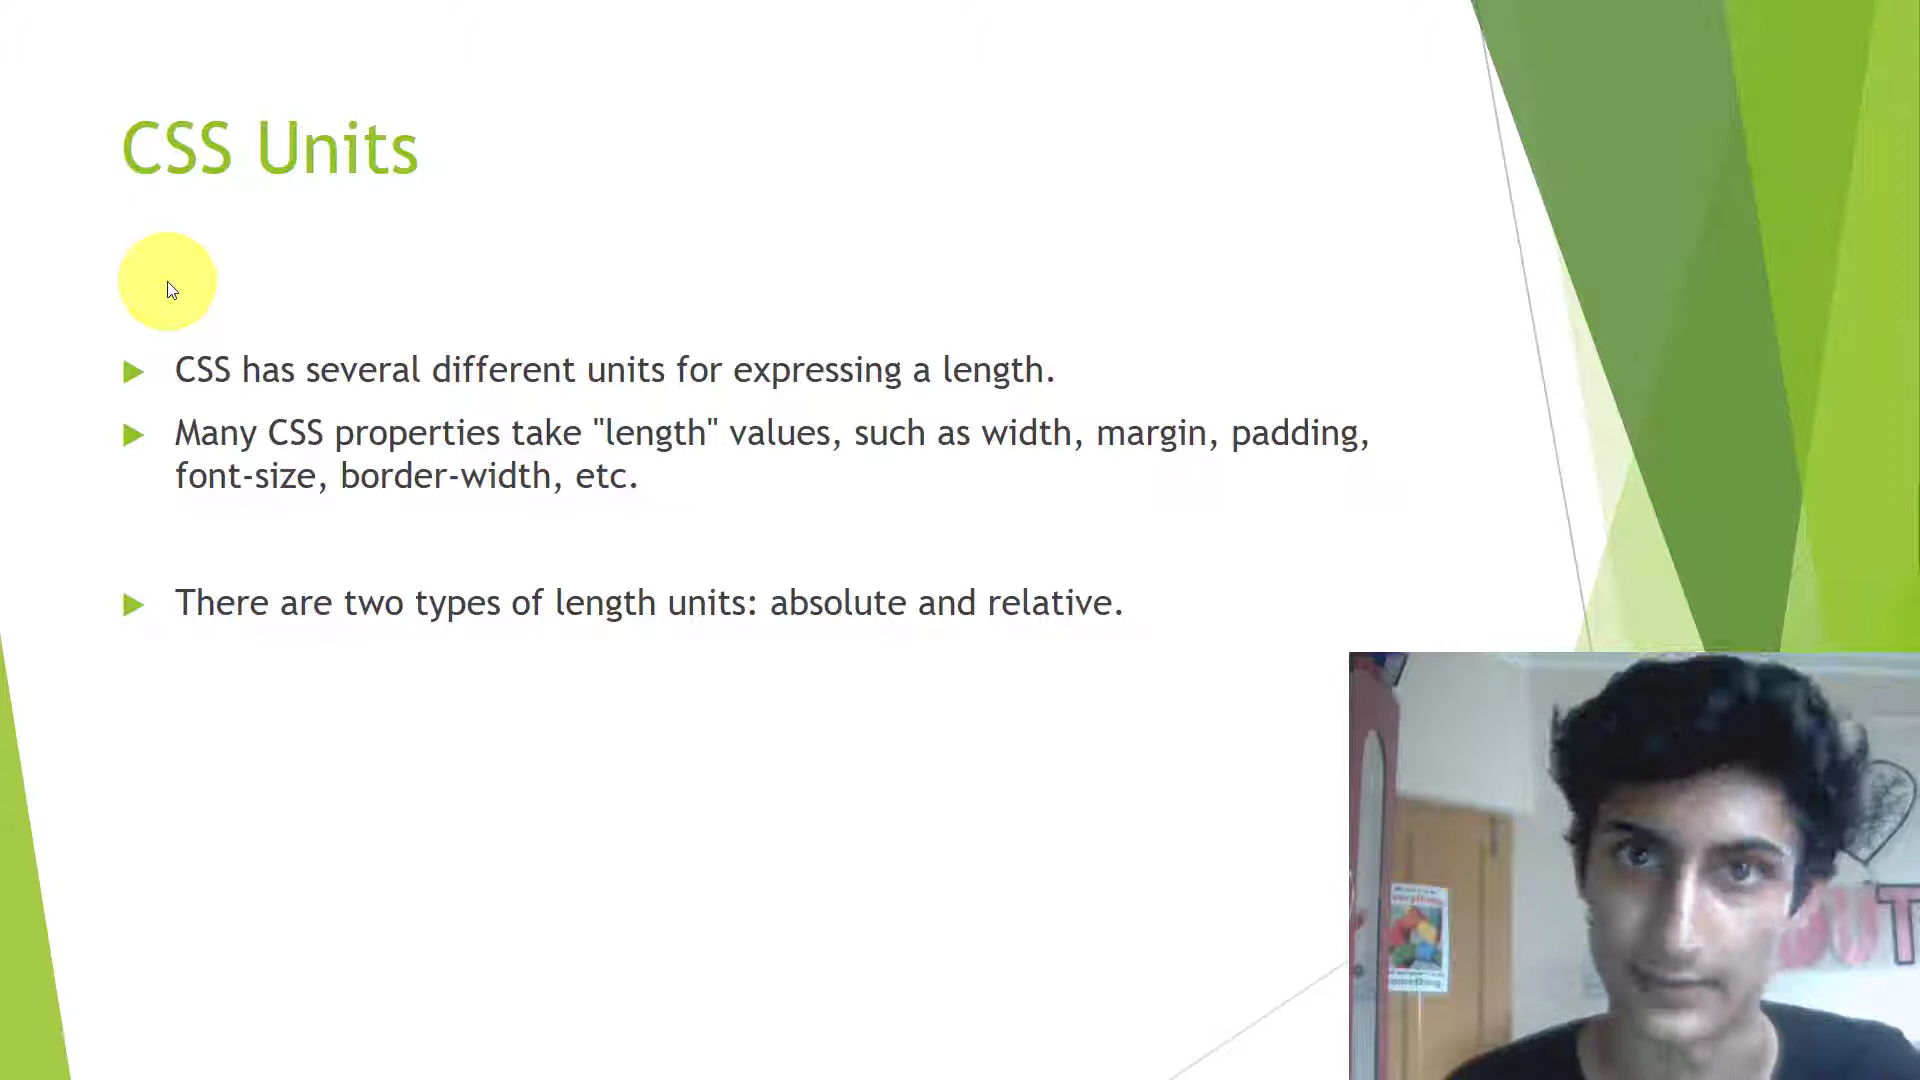 CSS Units
CSS has several different units for expressing a length.
Many CSS properties take "length" values, such as width, margin, padding,
font-size, border-width, etc.
There are two types of length units: absolute and relative.
OUT